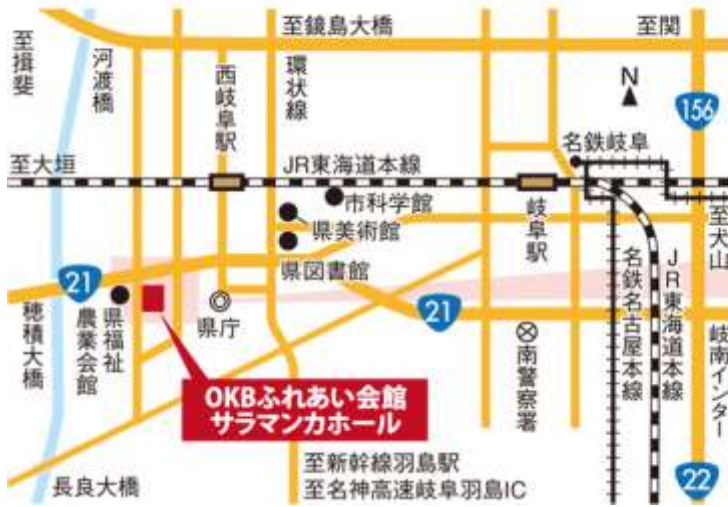 至鏡島大橋
至関
至揖斐
河渡橋
西岐阜駅
環状線
N
156
名鉄岐阜
至大垣
JR東海道本線
市科学館
県美術館
県図書館
岐阜駅
至犬山
21
穂積大橋
農業会館
県福祉
県庁
21
南警察署
名鉄名古屋本線
JR東海道本線
岐南インター
OKBふれあい会館
サラマンカホール
長良大橋
至新幹線羽島駅
至名神高速岐阜羽島IC
22